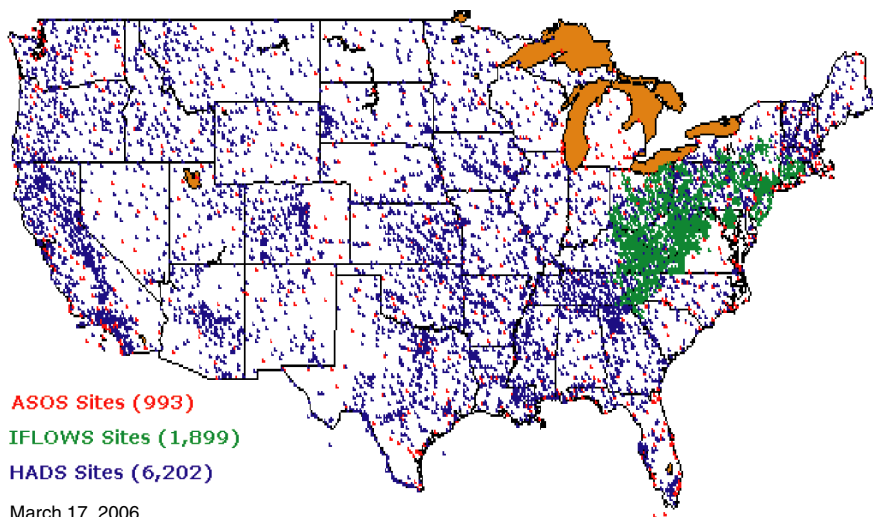 ASOS Sites (993)
IFLOWS Sites (1,899)
HADS Sites (6,202)
March 17, 2006